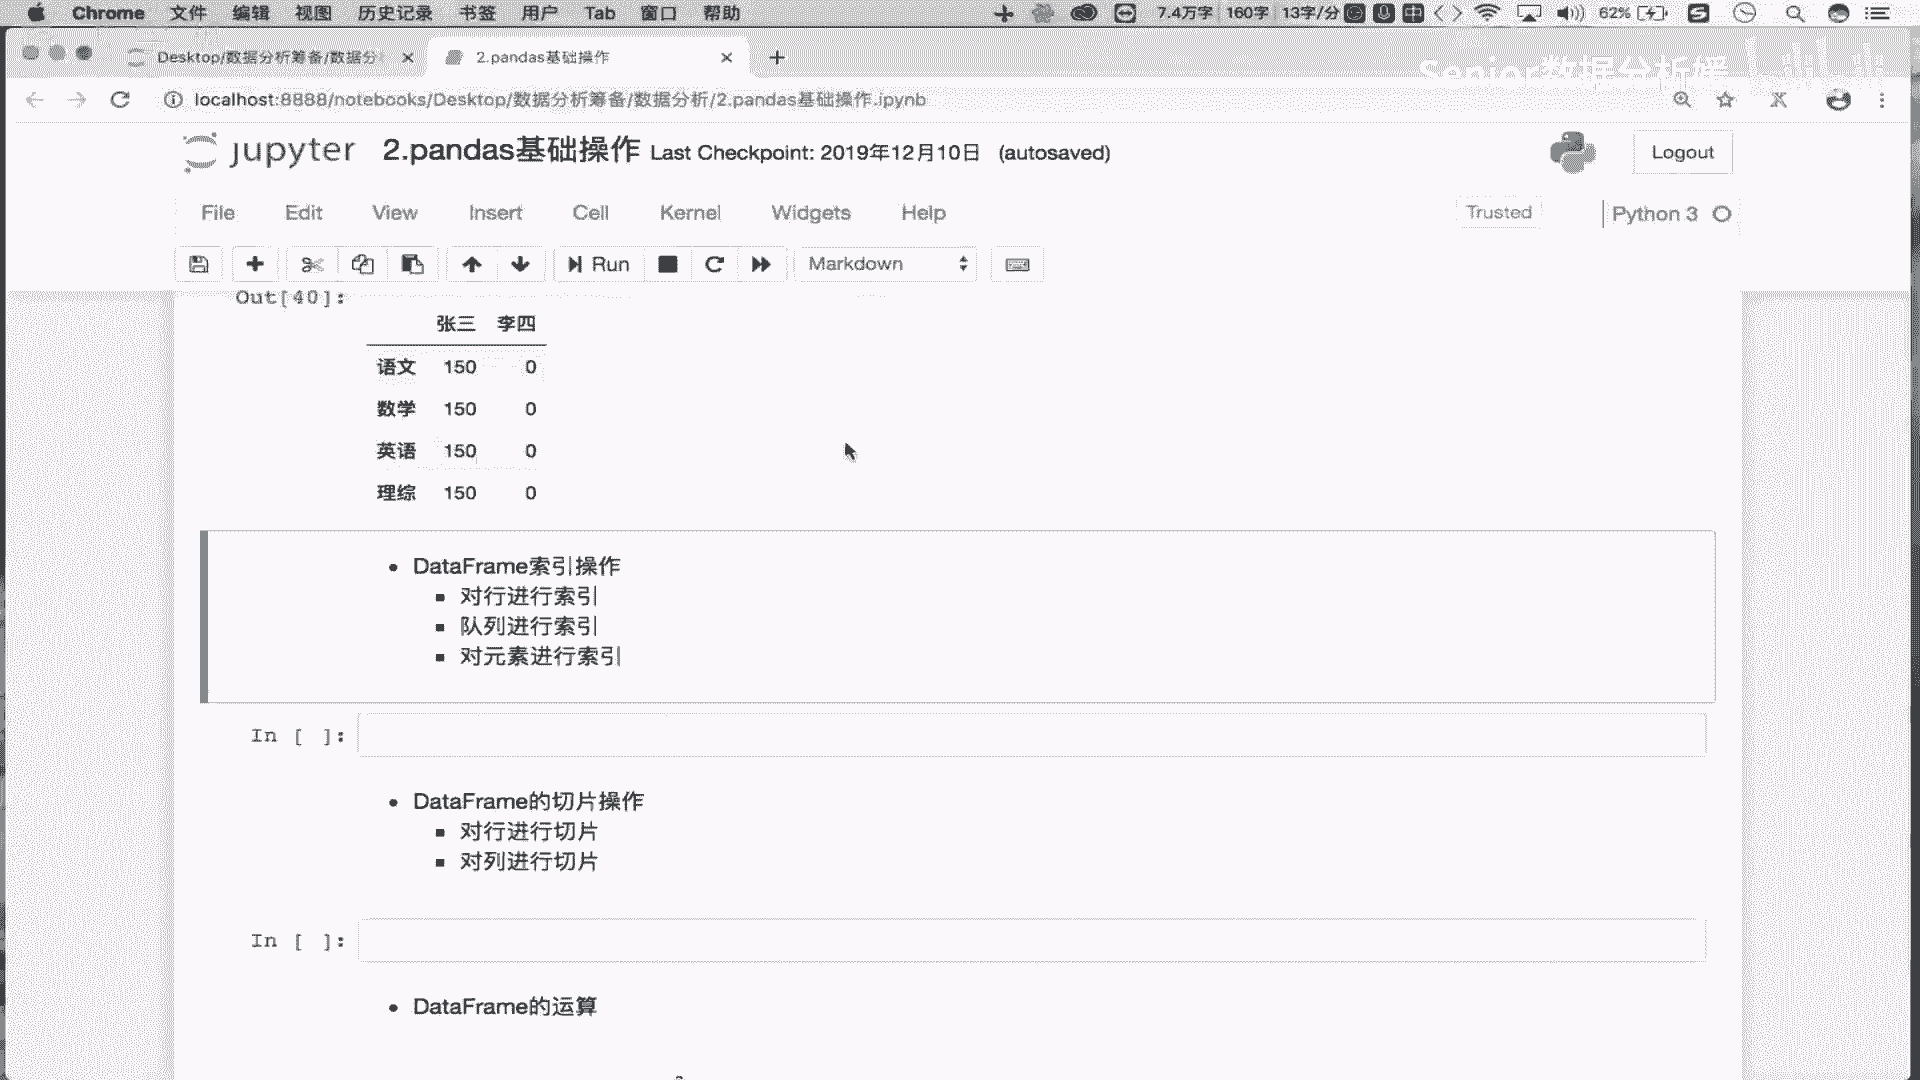 Chrome 文件 编辑 视图 历史记录 书签 用户 Tab 窗口 帮助 7.4万字 160字 13字/分 中 62%
Desktop/数据分析筹备/数据分 2.pandas基础操作
Senior数据分析媛
localhost:8888/notebooks/Desktop/数据分析筹备/数据分析/2.pandas基础操作.ipynb
jupyter 2.pandas基础操作 Last Checkpoint: 2019年12月10日 (autosaved) Logout
File Edit View Insert Cell Kernel Widgets Help Trusted Python 3
Run Markdown
Out[40]:
张三 李四
语文 150 0
数学 150 0
英语 150 0
理综 150 0
DataFrame索引操作
对行进行索引
队列进行索引
对元素进行索引
In [ ]:
DataFrame的切片操作
对行进行切片
对列进行切片
In [ ]:
DataFrame的运算